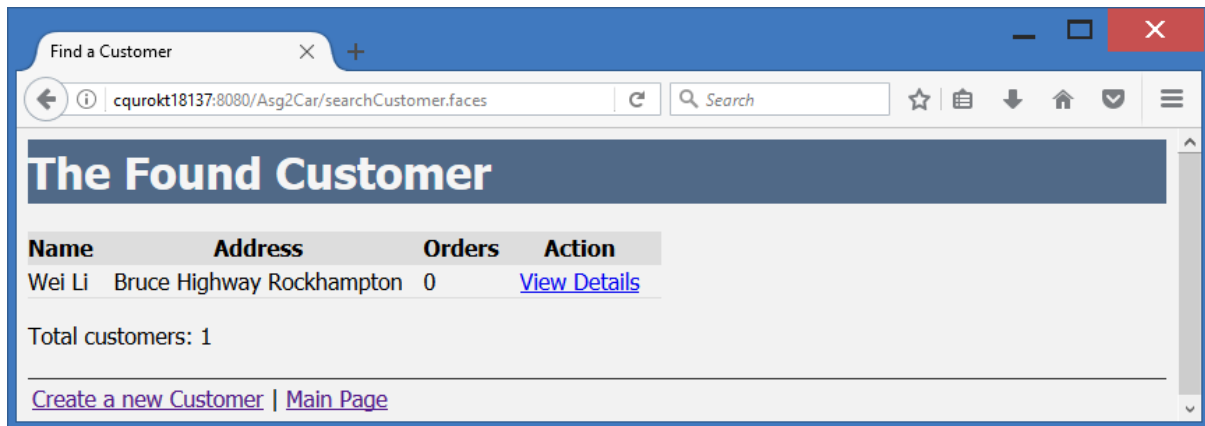 Find a Customer
cqurokt18137:8080/Asg2Car/searchCustomer.faces Search
The Found Customer
Name Address Orders Action
Wei Li Bruce Highway Rockhampton 0 View Details
Total customers: 1
Create a new Customer | Main Page